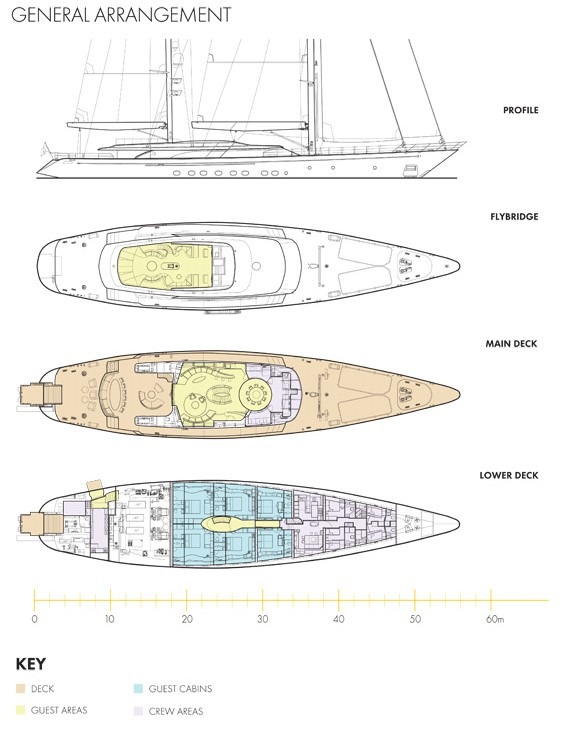 GENERAL ARRANGEMENT
PROFILE
FLYBRIDGE
MAIN DECK
LOWER DECK
0 10 20 30 40 50 60m
KEY
DECK GUEST CABINS
GUEST AREAS CREW AREAS